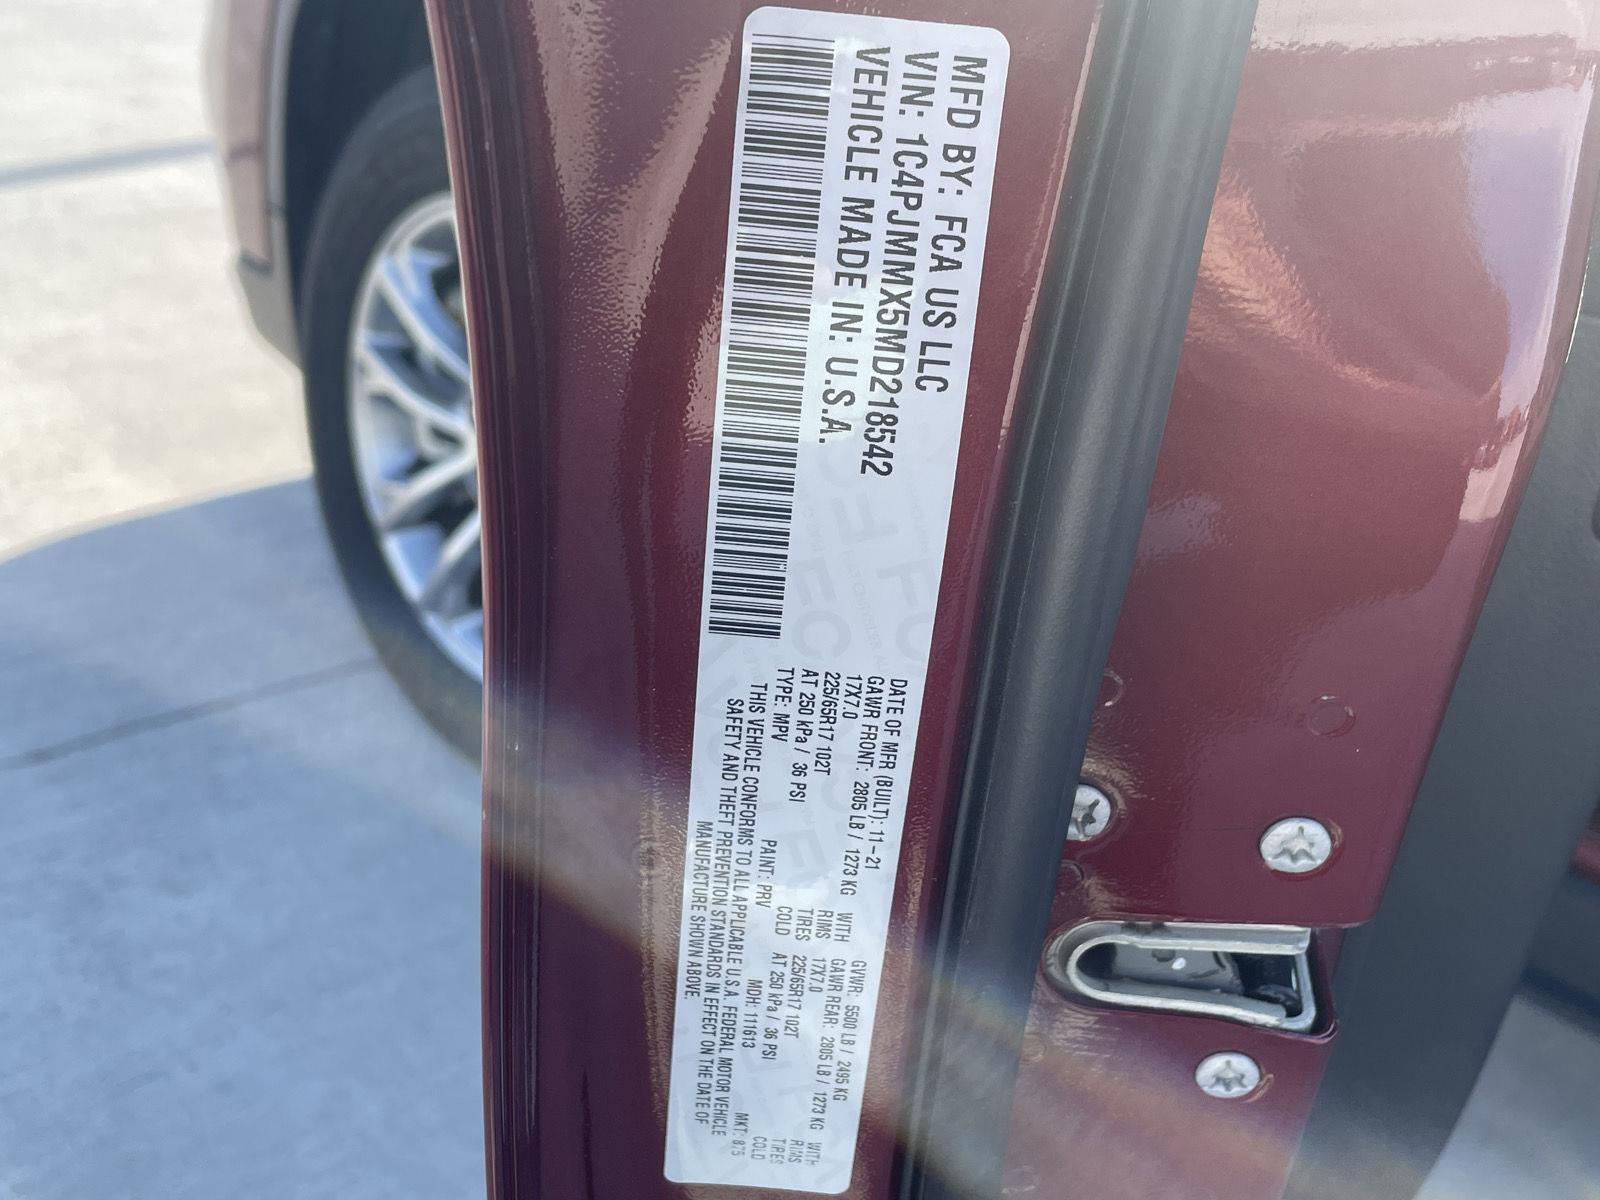 MFD BY: FCA US LLC
VIN: 1C4PJMMX5MD218542
VEHICLE MADE IN: U.S.A.
DATE OF MFR (BUILT): 11-21 GVWR: 5500 LB / 2495 KG
GAWR FRONT: 2805 LB / 1273 KG WITH GAWR REAR: 2805 LB / 1273 KG WITH
17X7.0 RIMS 17X7.0 RIMS
225/65R17 102T TIRES 225/65R17 102T TIRES
AT 250 kPa / 36 PSI COLD AT 250 kPa / 36 PSI COLD
TYPE: MPV PAINT: PRV MDH: 111613 MKT: 875
THIS VEHICLE CONFORMS TO ALL APPLICABLE U.S.A. FEDERAL MOTOR VEHICLE
SAFETY AND THEFT PREVENTION STANDARDS IN EFFECT ON THE DATE OF
MANUFACTURE SHOWN ABOVE.